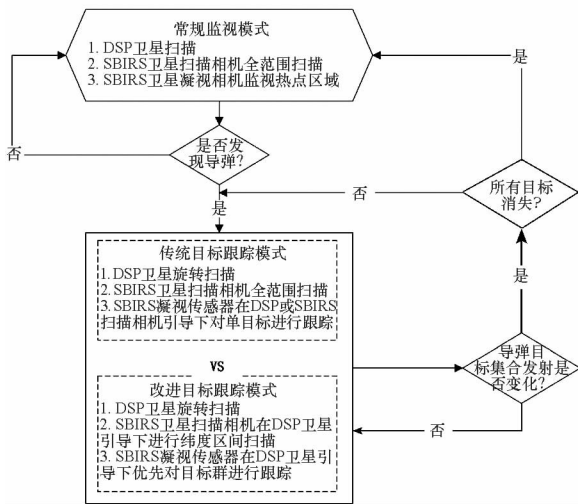 常规监视模式
1. DSP卫星扫描
2. SBIRS卫星扫描相机全范围扫描
3. SBIRS卫星凝视相机监视热点区域
是
否
是否发
现导弹?
是
否
所有目标
消失?
传统目标跟踪模式
1. DSP卫星旋转扫描
2. SBIRS卫星扫描相机全范围扫描
3. SBIRS凝视传感器在DSP或SBIRS
扫描相机引导下对单目标进行跟踪
是
VS
导弹目
标集合发射是
否变化?
改进目标跟踪模式
1. DSP卫星旋转扫描
2. SBIRS卫星扫描相机在DSP卫星
引导下进行纬度区间扫描
3. SBIRS凝视传感器在DSP卫星引
导下优先对目标群进行跟踪
否